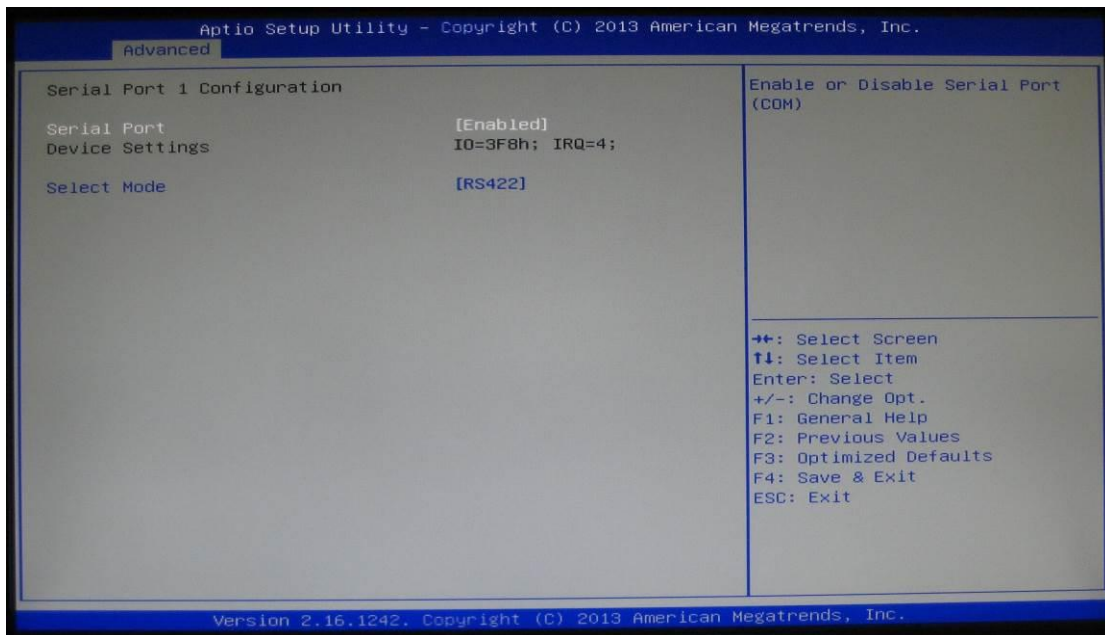 Aptio Setup Utility – Copyright (C) 2013 American Megatrends, Inc.
Advanced
Serial Port 1 Configuration
Serial Port [Enabled]
Device Settings IO=3F8h; IRQ=4;
Select Mode [RS422]
Enable or Disable Serial Port
(COM)
→←: Select Screen
↑↓: Select Item
Enter: Select
+/-: Change Opt.
F1: General Help
F2: Previous Values
F3: Optimized Defaults
F4: Save & Exit
ESC: Exit
Version 2.16.1242. Copyright (C) 2013 American Megatrends, Inc.